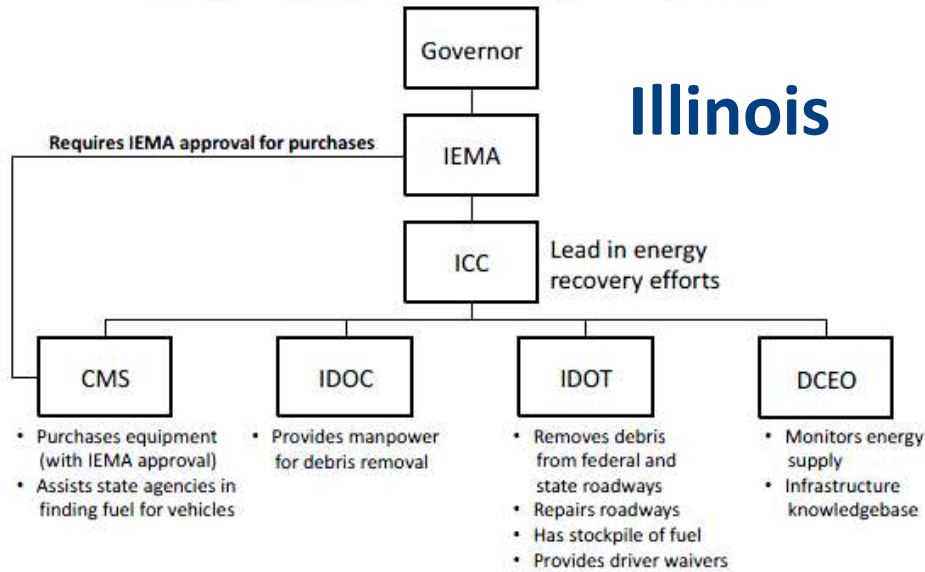 Governor
Illinois
Requires IEMA approval for purchases
IEMA
ICC
Lead in energy
recovery efforts
CMS
IDOC
IDOT
DCEO
• Purchases equipment
(with IEMA approval)
• Assists state agencies in
finding fuel for vehicles
• Provides manpower
for debris removal
• Removes debris
from federal and
state roadways
• Repairs roadways
• Has stockpile of fuel
• Provides driver waivers
• Monitors energy
supply
• Infrastructure
knowledgebase